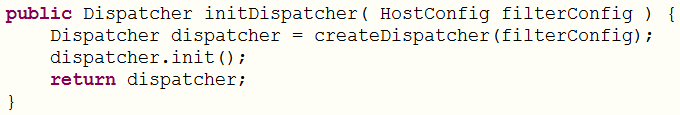 public Dispatcher initDispatcher( HostConfig filterConfig ) {
    Dispatcher dispatcher = createDispatcher(filterConfig);
    dispatcher.init();
    return dispatcher;
}